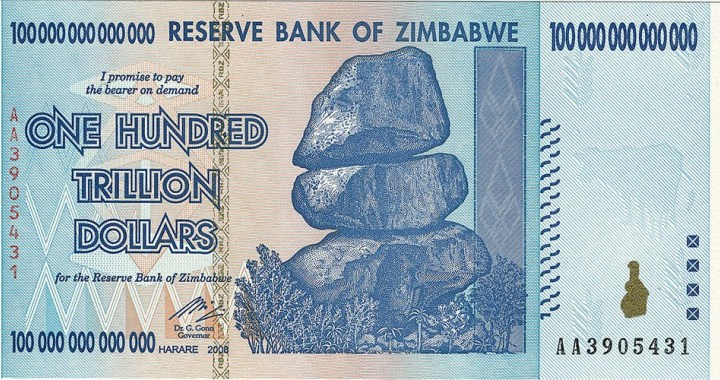 100 000 000 000 000 RESERVE BANK OF ZIMBABWE 100 000 000 000 000
I promise to pay
the bearer on demand
ONE HUNDRED
TRILLION
DOLLARS
for the Reserve Bank of Zimbabwe
Dr. G. Gono
Governor
100 000 000 000 000 HARARE 2008
AA3905431
AA3905431
RBZ